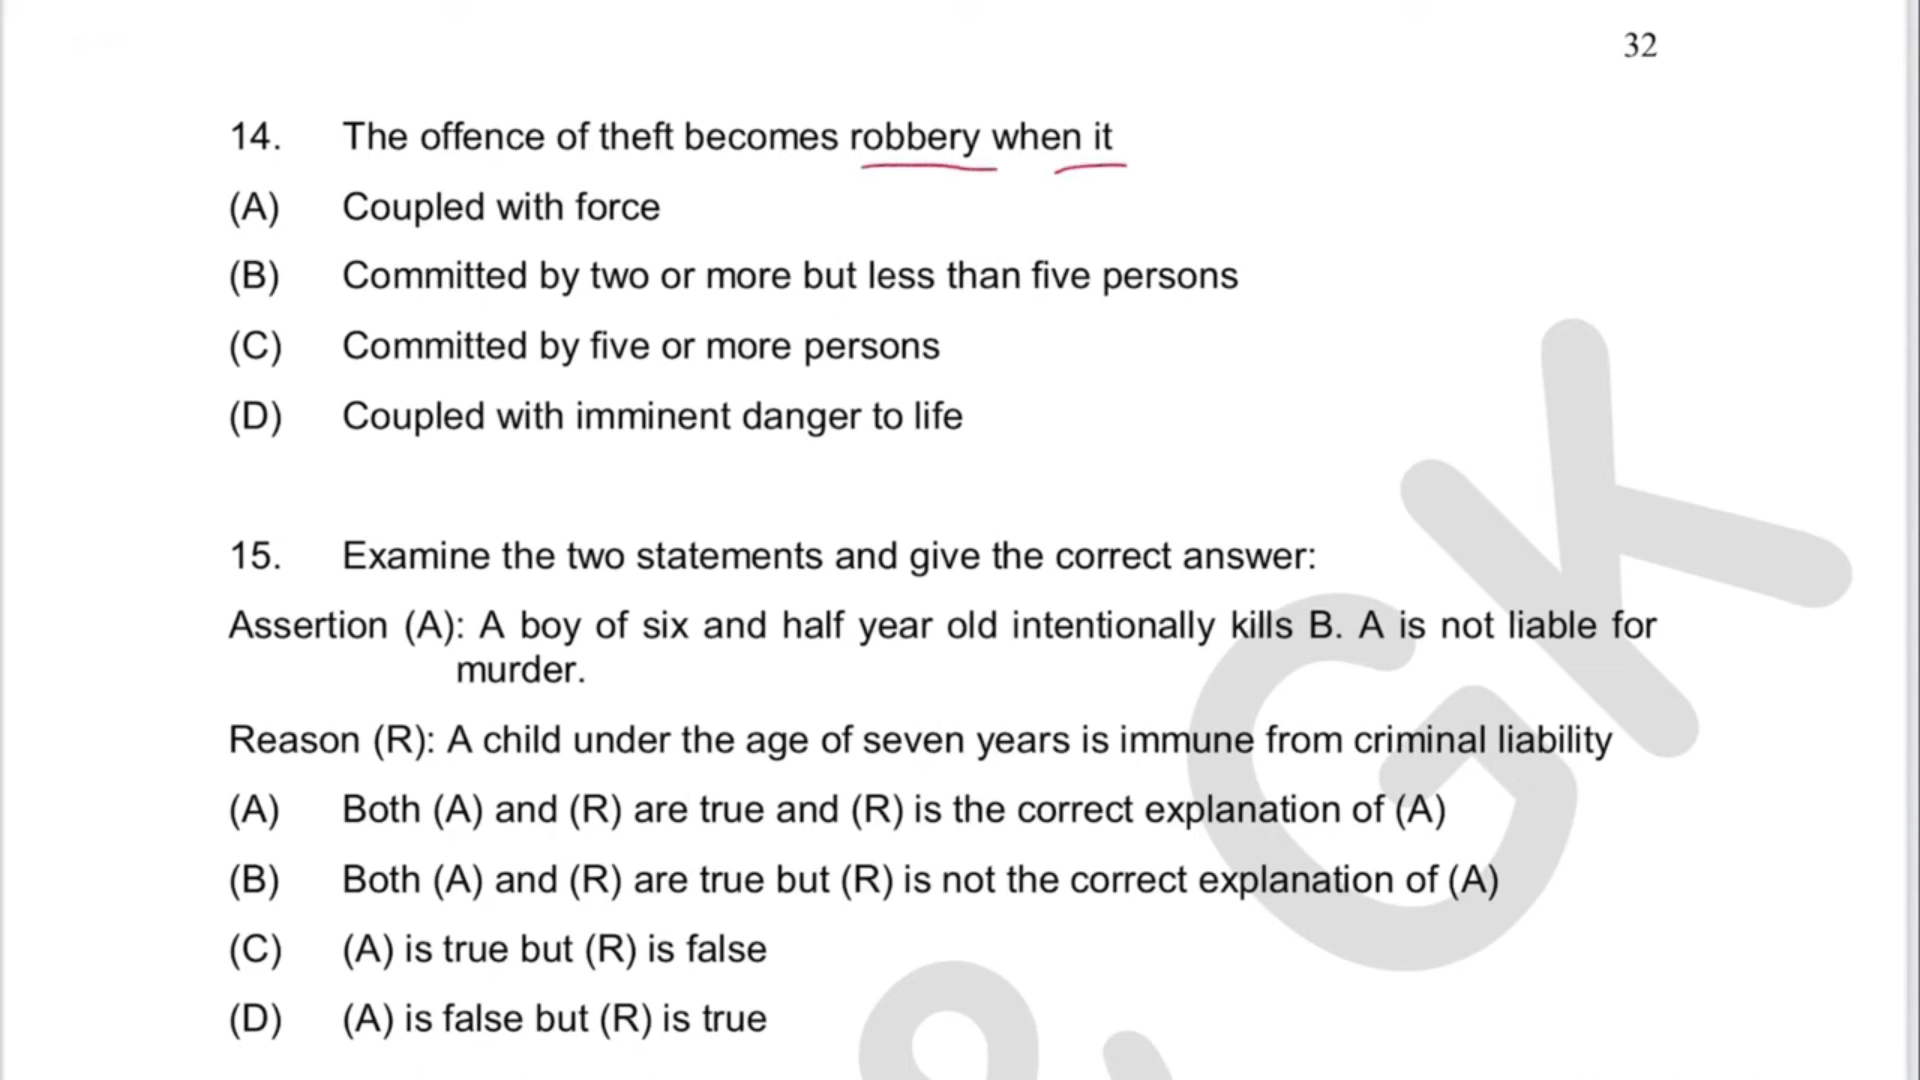 32
14. The offence of theft becomes robbery when it
(A) Coupled with force
(B) Committed by two or more but less than five persons
(C) Committed by five or more persons
(D) Coupled with imminent danger to life
15. Examine the two statements and give the correct answer:
Assertion (A): A boy of six and half year old intentionally kills B. A is not liable for
murder.
Reason (R): A child under the age of seven years is immune from criminal liability
(A) Both (A) and (R) are true and (R) is the correct explanation of (A)
(B) Both (A) and (R) are true but (R) is not the correct explanation of (A)
(C) (A) is true but (R) is false
(D) (A) is false but (R) is true
GK